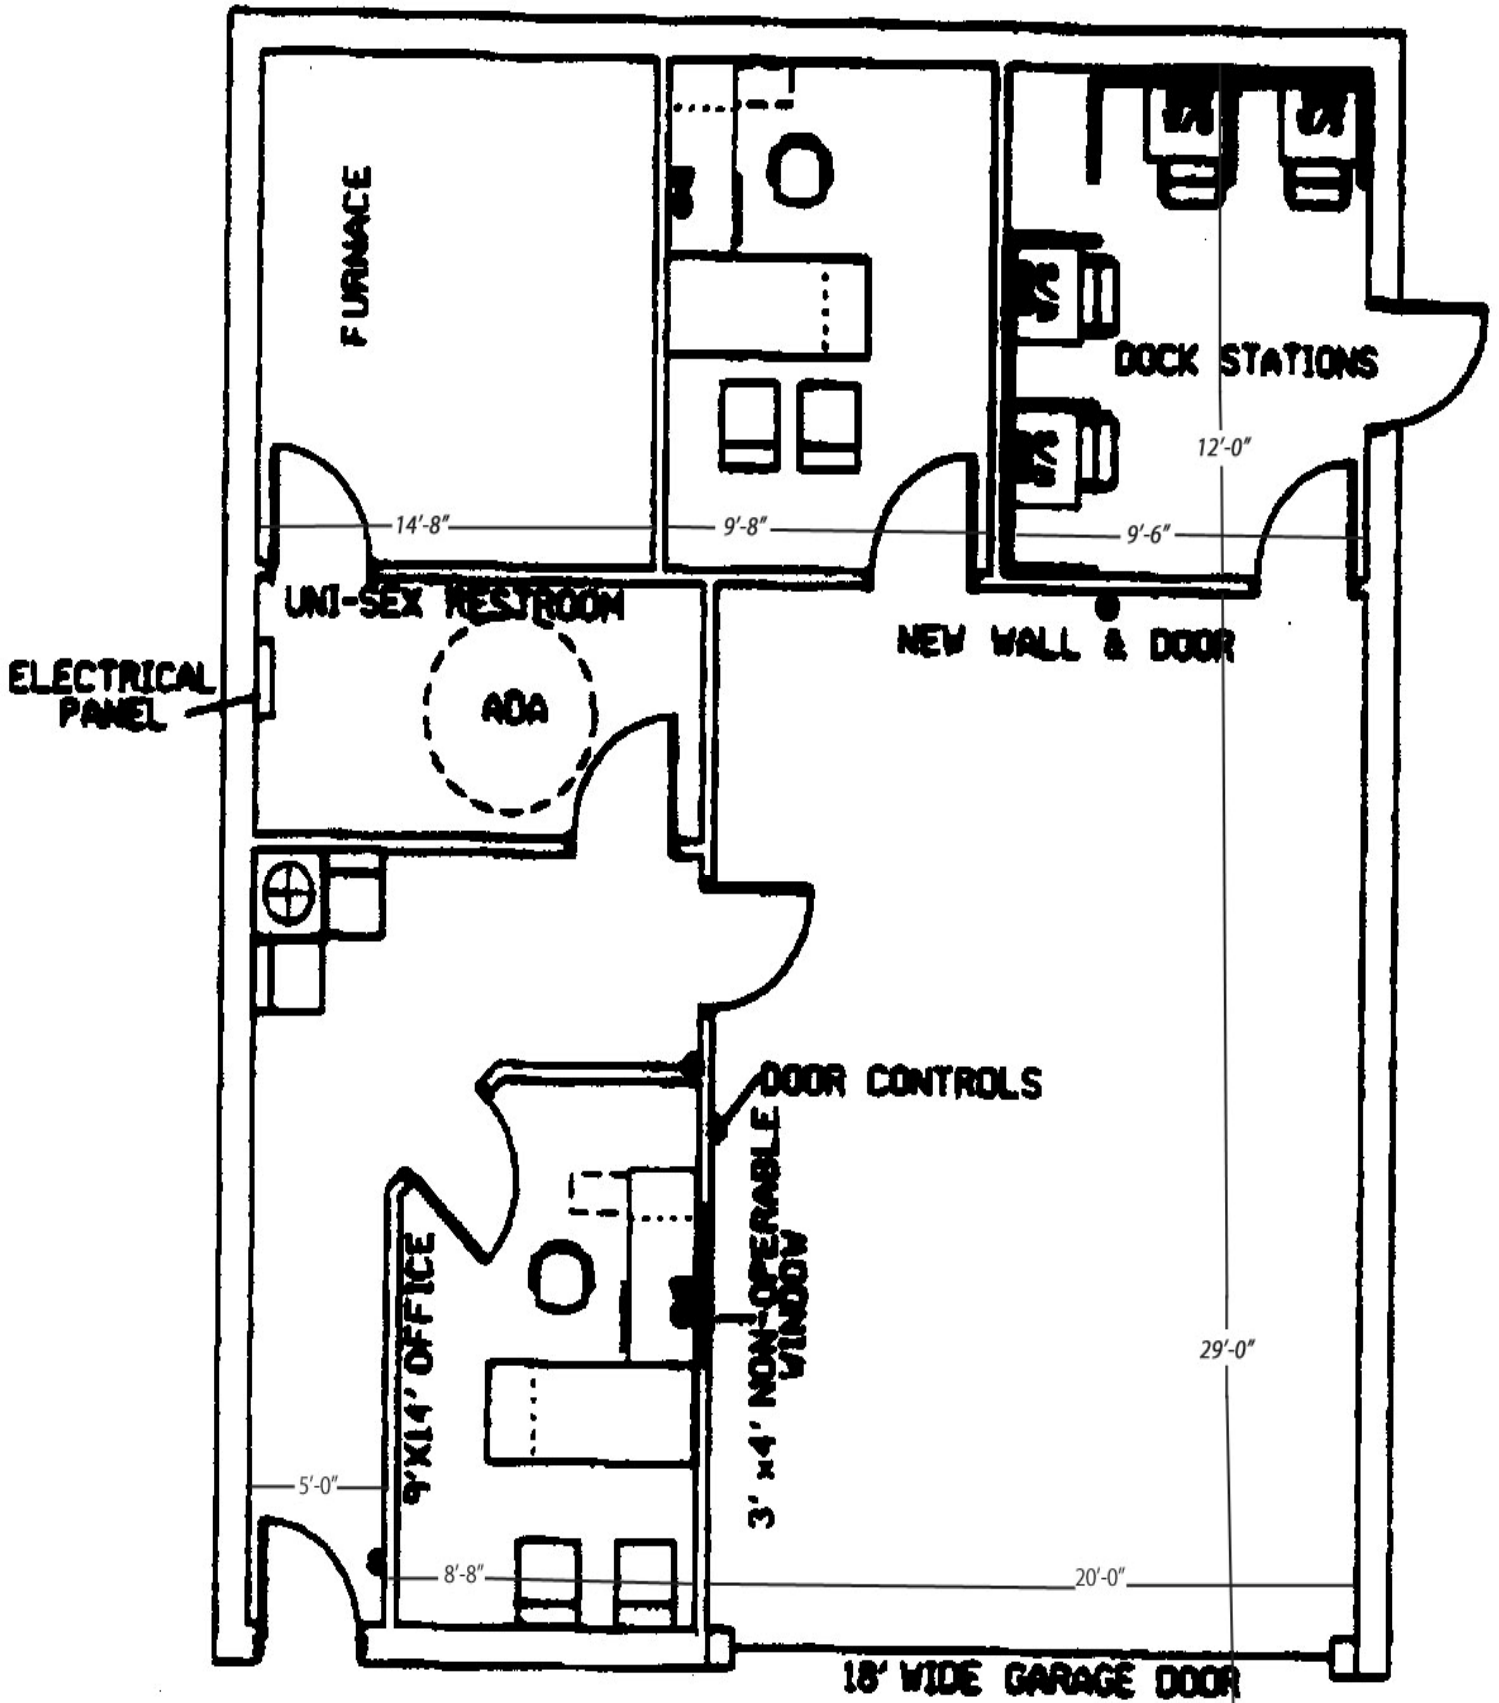 FURNACE
W/S
W/S
W/S
DOCK STATIONS
W/S
12'-0"
14'-8"
9'-8"
9'-6"
UNI-SEX RESTROOM
NEW WALL & DOOR
ELECTRICAL
PANEL
ADA
DOOR CONTROLS
3' x4' NON-OPERABLE
WINDOW
9'X14' OFFICE
29'-0"
5'-0"
8'-8"
20'-0"
18' WIDE GARAGE DOOR